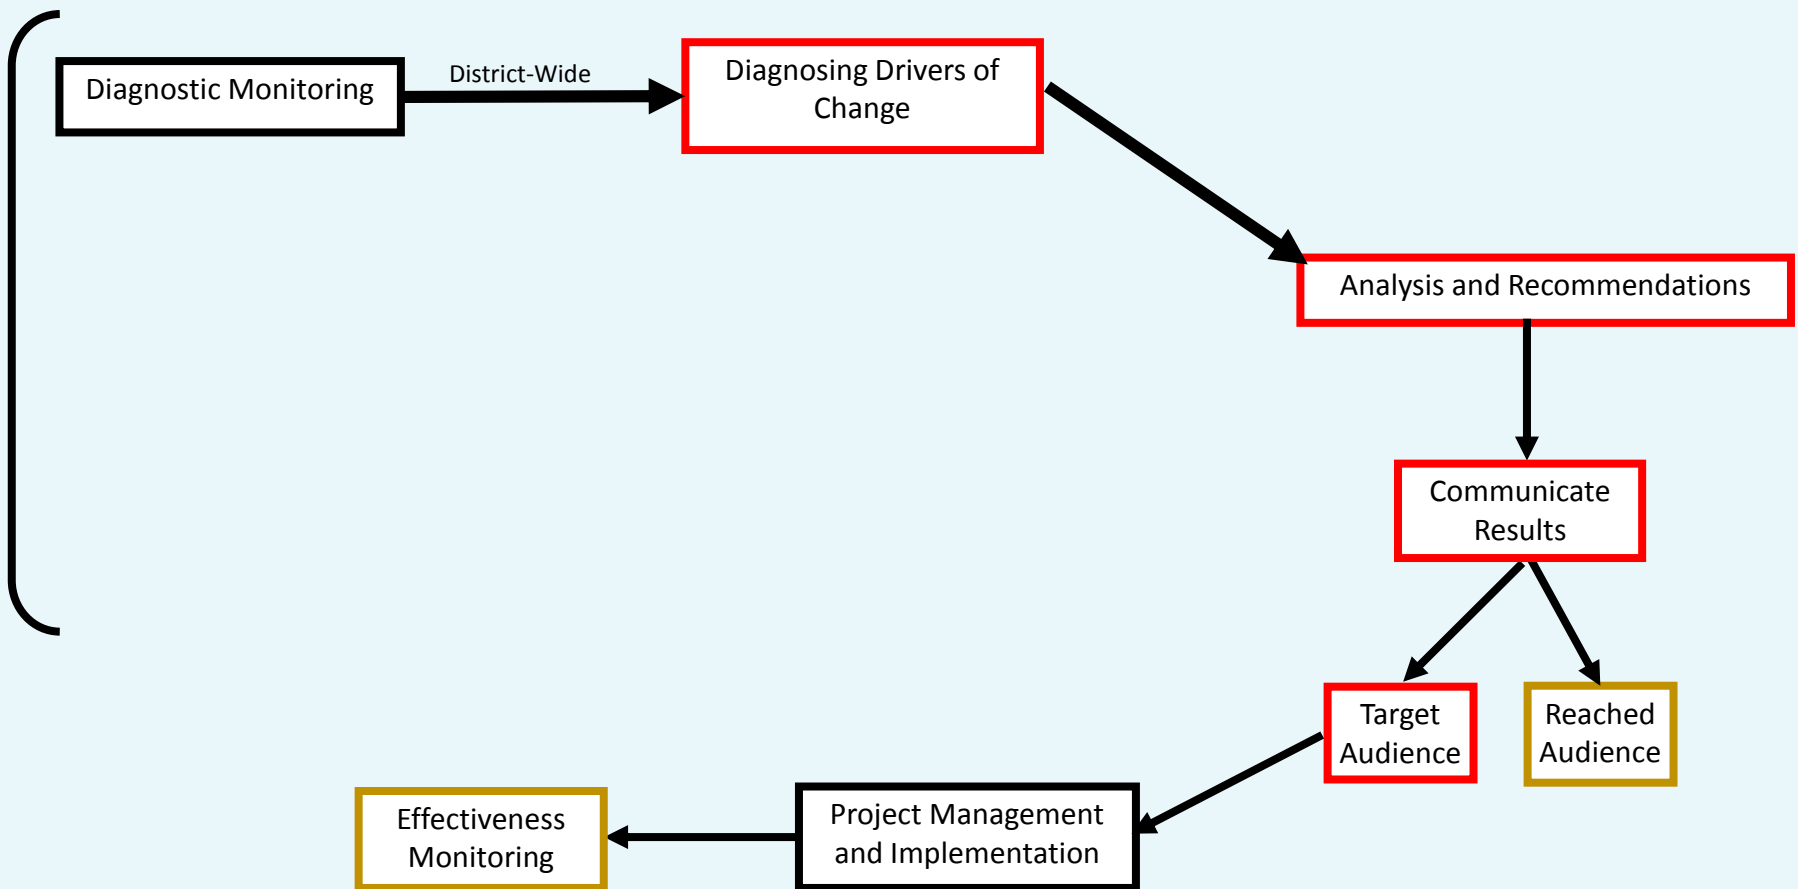 Diagnostic Monitoring
District-Wide
Diagnosing Drivers of
Change
Analysis and Recommendations
Communicate
Results
Target
Audience
Reached
Audience
Project Management
and Implementation
Effectiveness
Monitoring